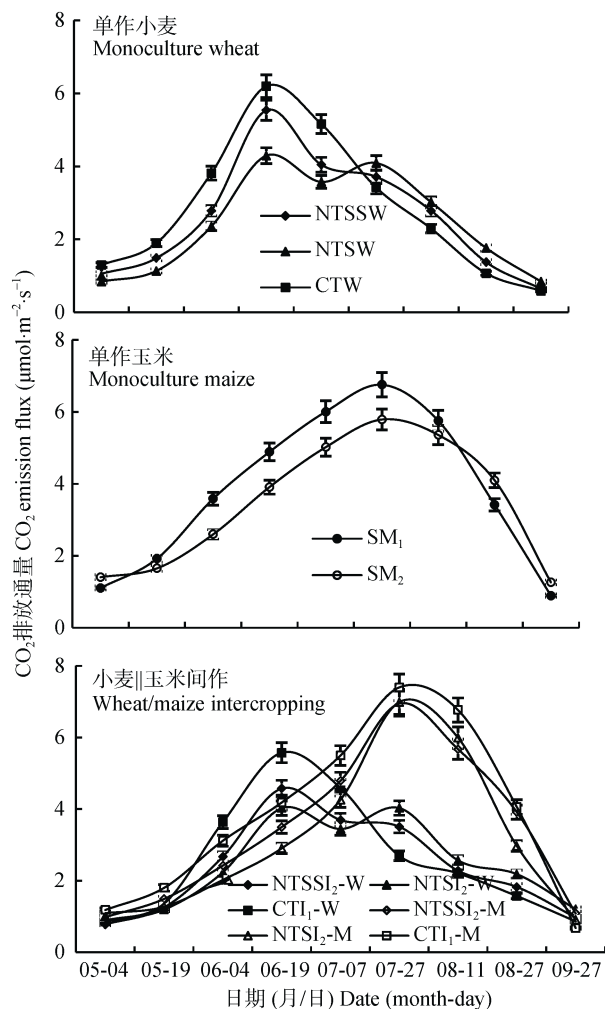 单作小麦
Monoculture wheat
8
6
4
2
0
NTSSW
NTSW
CTW
单作玉米
Monoculture maize
8
6
4
2
0
SM₁
SM₂
CO₂排放通量 CO₂ emission flux (μmol·m⁻²·s⁻¹)
小麦||玉米间作
Wheat/maize intercropping
8
6
4
2
0
NTSSI₂-W NTSI₂-W
CTI₁-W NTSSI₂-M
NTSI₂-M CTI₁-M
05-04 05-19 06-04 06-19 07-07 07-27 08-11 08-27 09-27
日期 (月/日) Date (month-day)